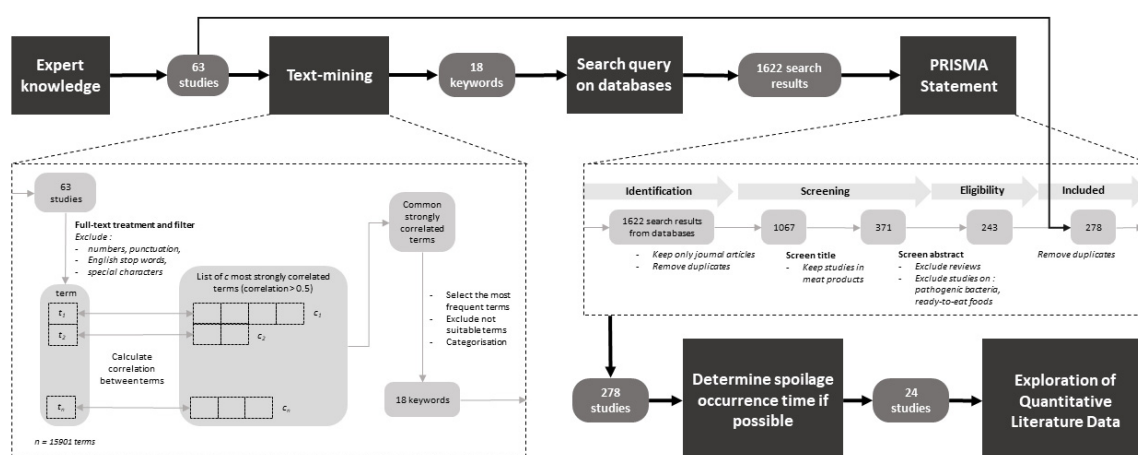 Expert
knowledge
63
studies
Text-mining
18
keywords
Search query
on databases
1622 search
results
PRISMA
Statement
63
studies
Full-text treatment and filter
Exclude :
- numbers, punctuation,
- English stop words,
- special characters
term
t1
t2
tn
Calculate
correlation
between terms
n = 15901 terms
List of c most strongly correlated
terms (correlation > 0.5)
c1
c2
cn
Common
strongly
correlated
terms
- Select the most
frequent terms
- Exclude not
suitable terms
- Categorisation
18 keywords
Identification
Screening
Eligibility
Included
1622 search results
from databases
1067
371
243
278
- Keep only journal articles
- Remove duplicates
Screen title
- Keep studies in
meat products
Screen abstract
- Exclude reviews
- Exclude studies on :
pathogenic bacteria,
ready-to-eat foods
Remove duplicates
278
studies
Determine spoilage
occurrence time if
possible
24
studies
Exploration of
Quantitative
Literature Data